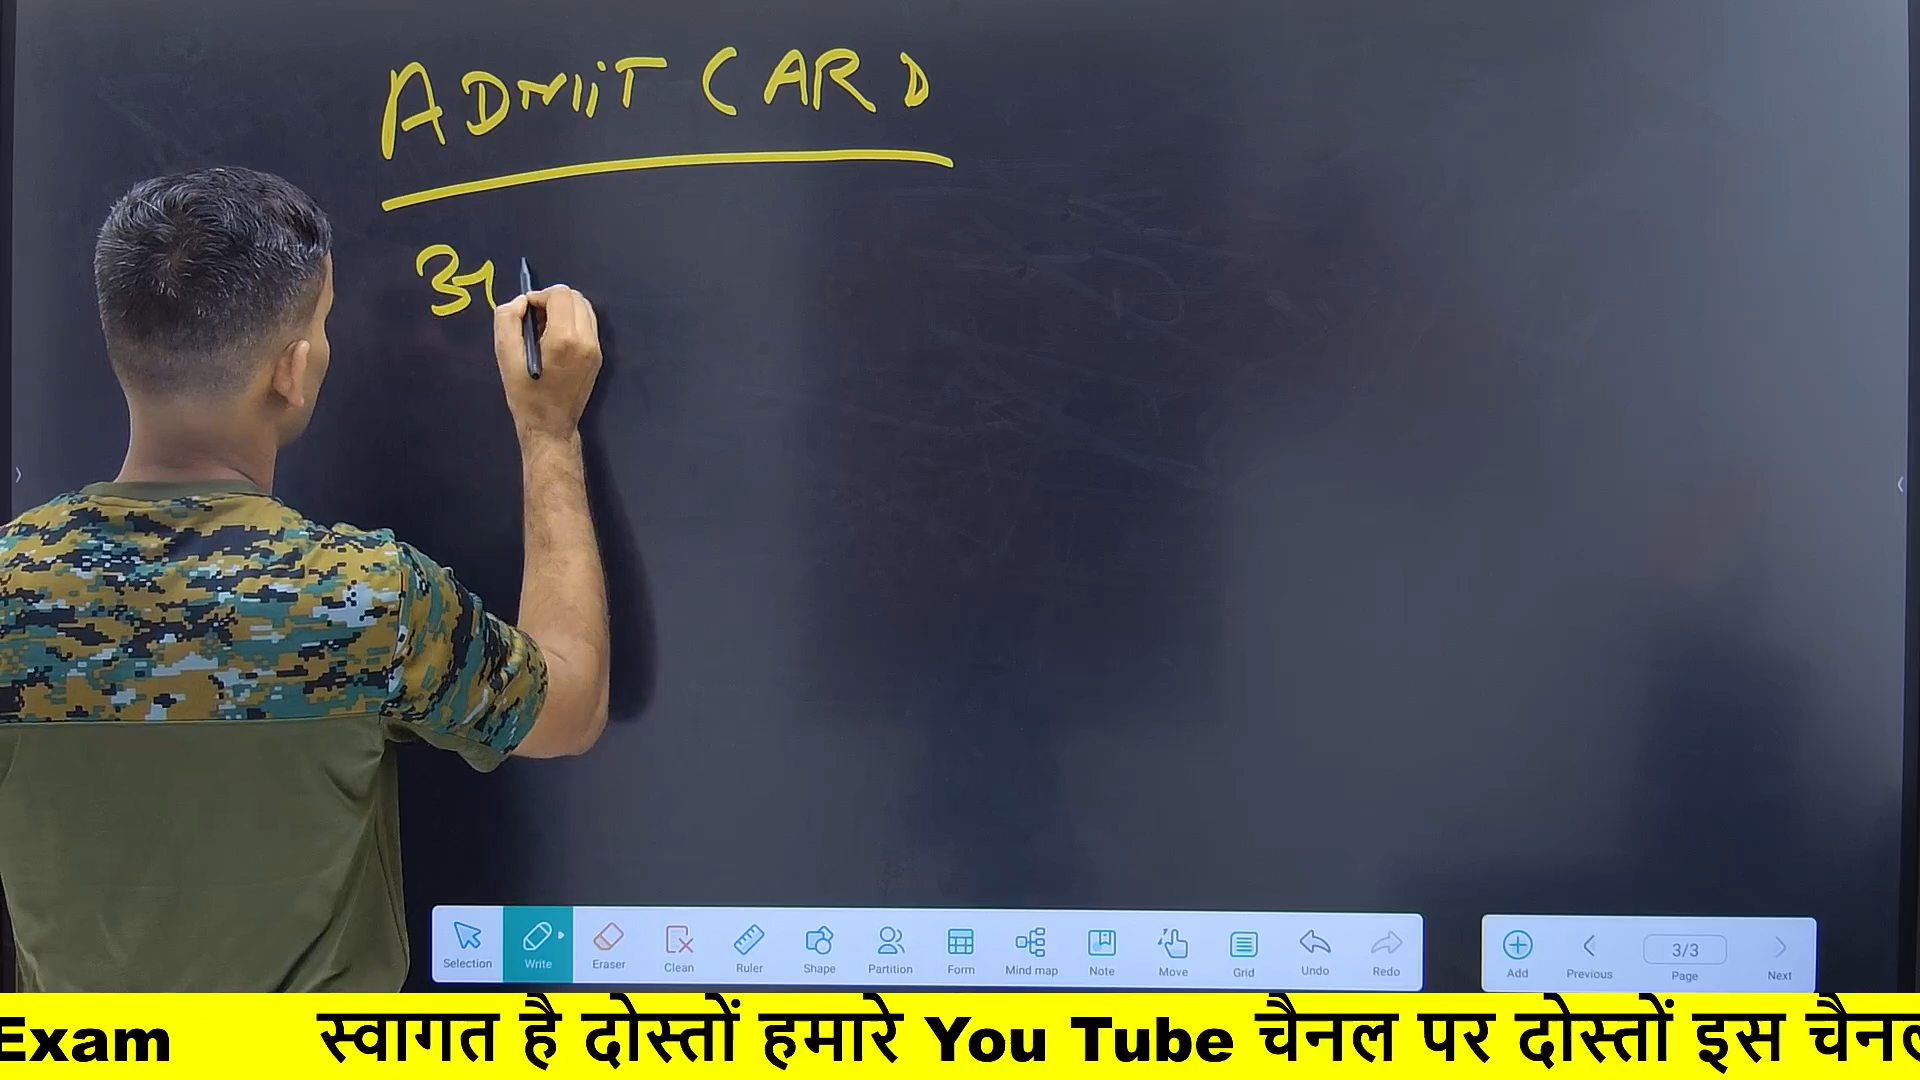 ADMIT CARD
Selection Write Eraser Clean Ruler Shape Partition Form Mind map Note Move Grid Undo Redo
Add Previous 3/3 Page Next
Exam स्वागत है दोस्तों हमारे You Tube चैनल पर दोस्तों इस चैनल